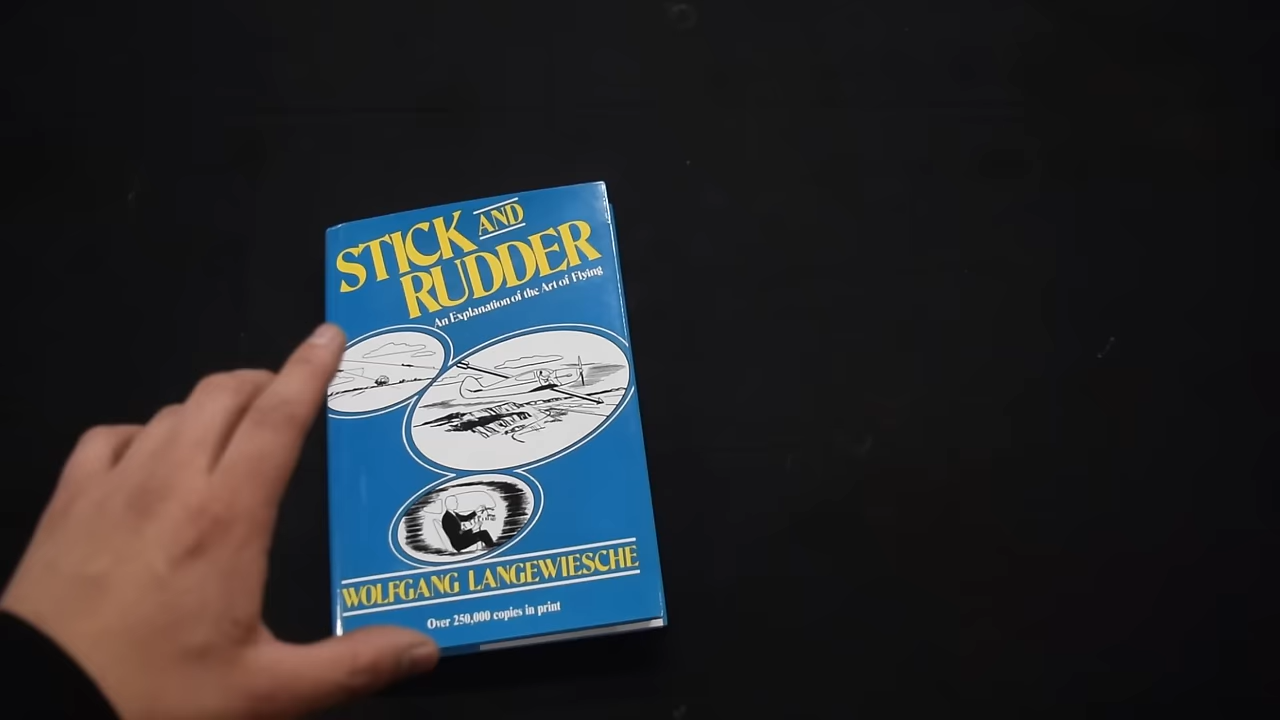 STICK AND
RUDDER
An Explanation of the Art of Flying
WOLFGANG LANGEWIESCHE
Over 250,000 copies in print